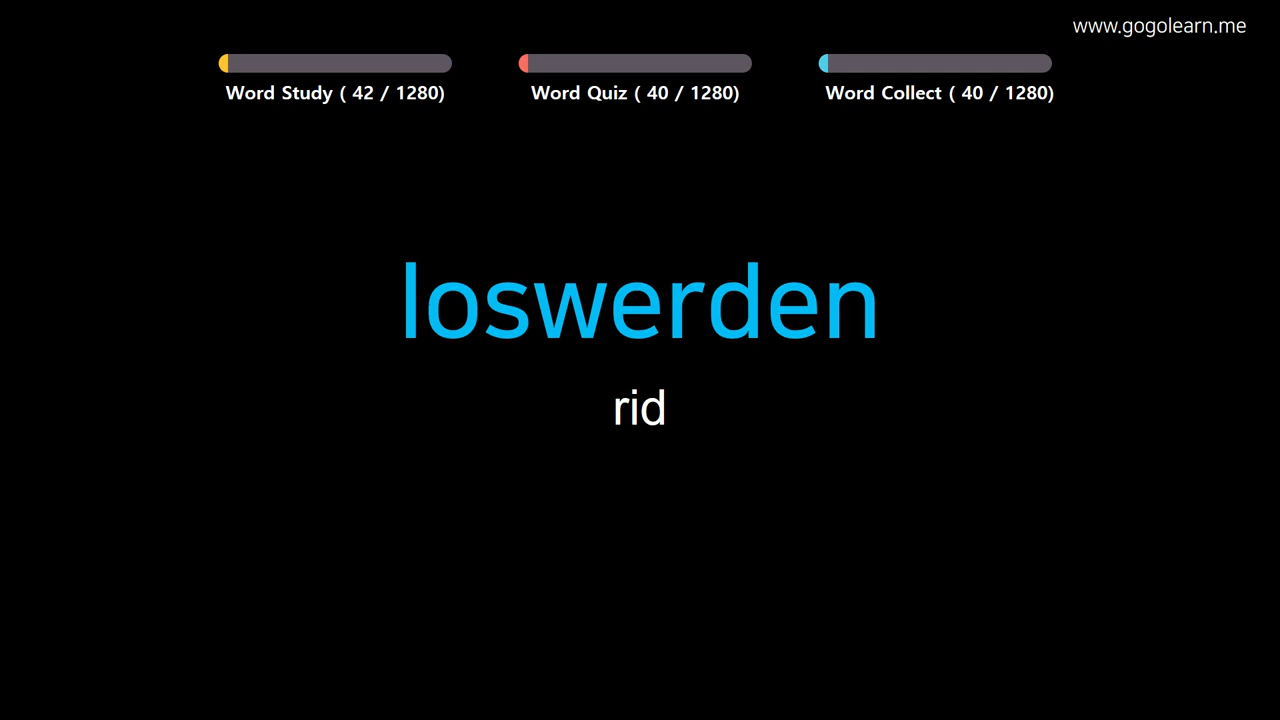 www.gogolearn.me
Word Study ( 42 / 1280)
Word Quiz ( 40 / 1280)
Word Collect ( 40 / 1280)
loswerden
rid